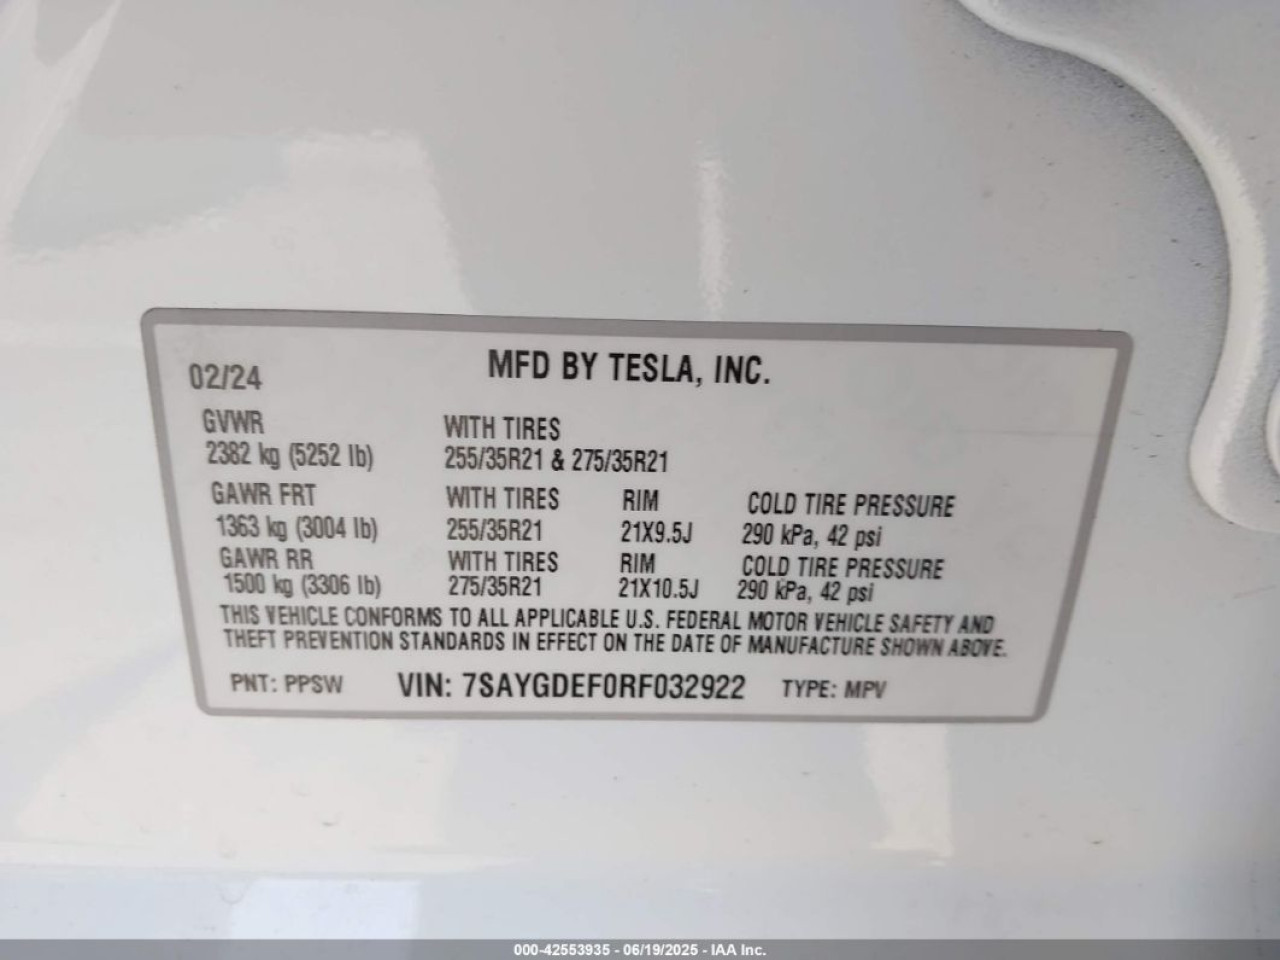 02/24 MFD BY TESLA, INC.
GVWR WITH TIRES
2382 kg (5252 lb) 255/35R21 & 275/35R21
GAWR FRT WITH TIRES RIM COLD TIRE PRESSURE
1363 kg (3004 lb) 255/35R21 21X9.5J 290 kPa, 42 psi
GAWR RR WITH TIRES RIM COLD TIRE PRESSURE
1500 kg (3306 lb) 275/35R21 21X10.5J 290 kPa, 42 psi
THIS VEHICLE CONFORMS TO ALL APPLICABLE U.S. FEDERAL MOTOR VEHICLE SAFETY AND
THEFT PREVENTION STANDARDS IN EFFECT ON THE DATE OF MANUFACTURE SHOWN ABOVE.
PNT: PPSW VIN: 7SAYGDEF0RF032922 TYPE: MPV
000-42553935 - 06/19/2025 - IAA Inc.